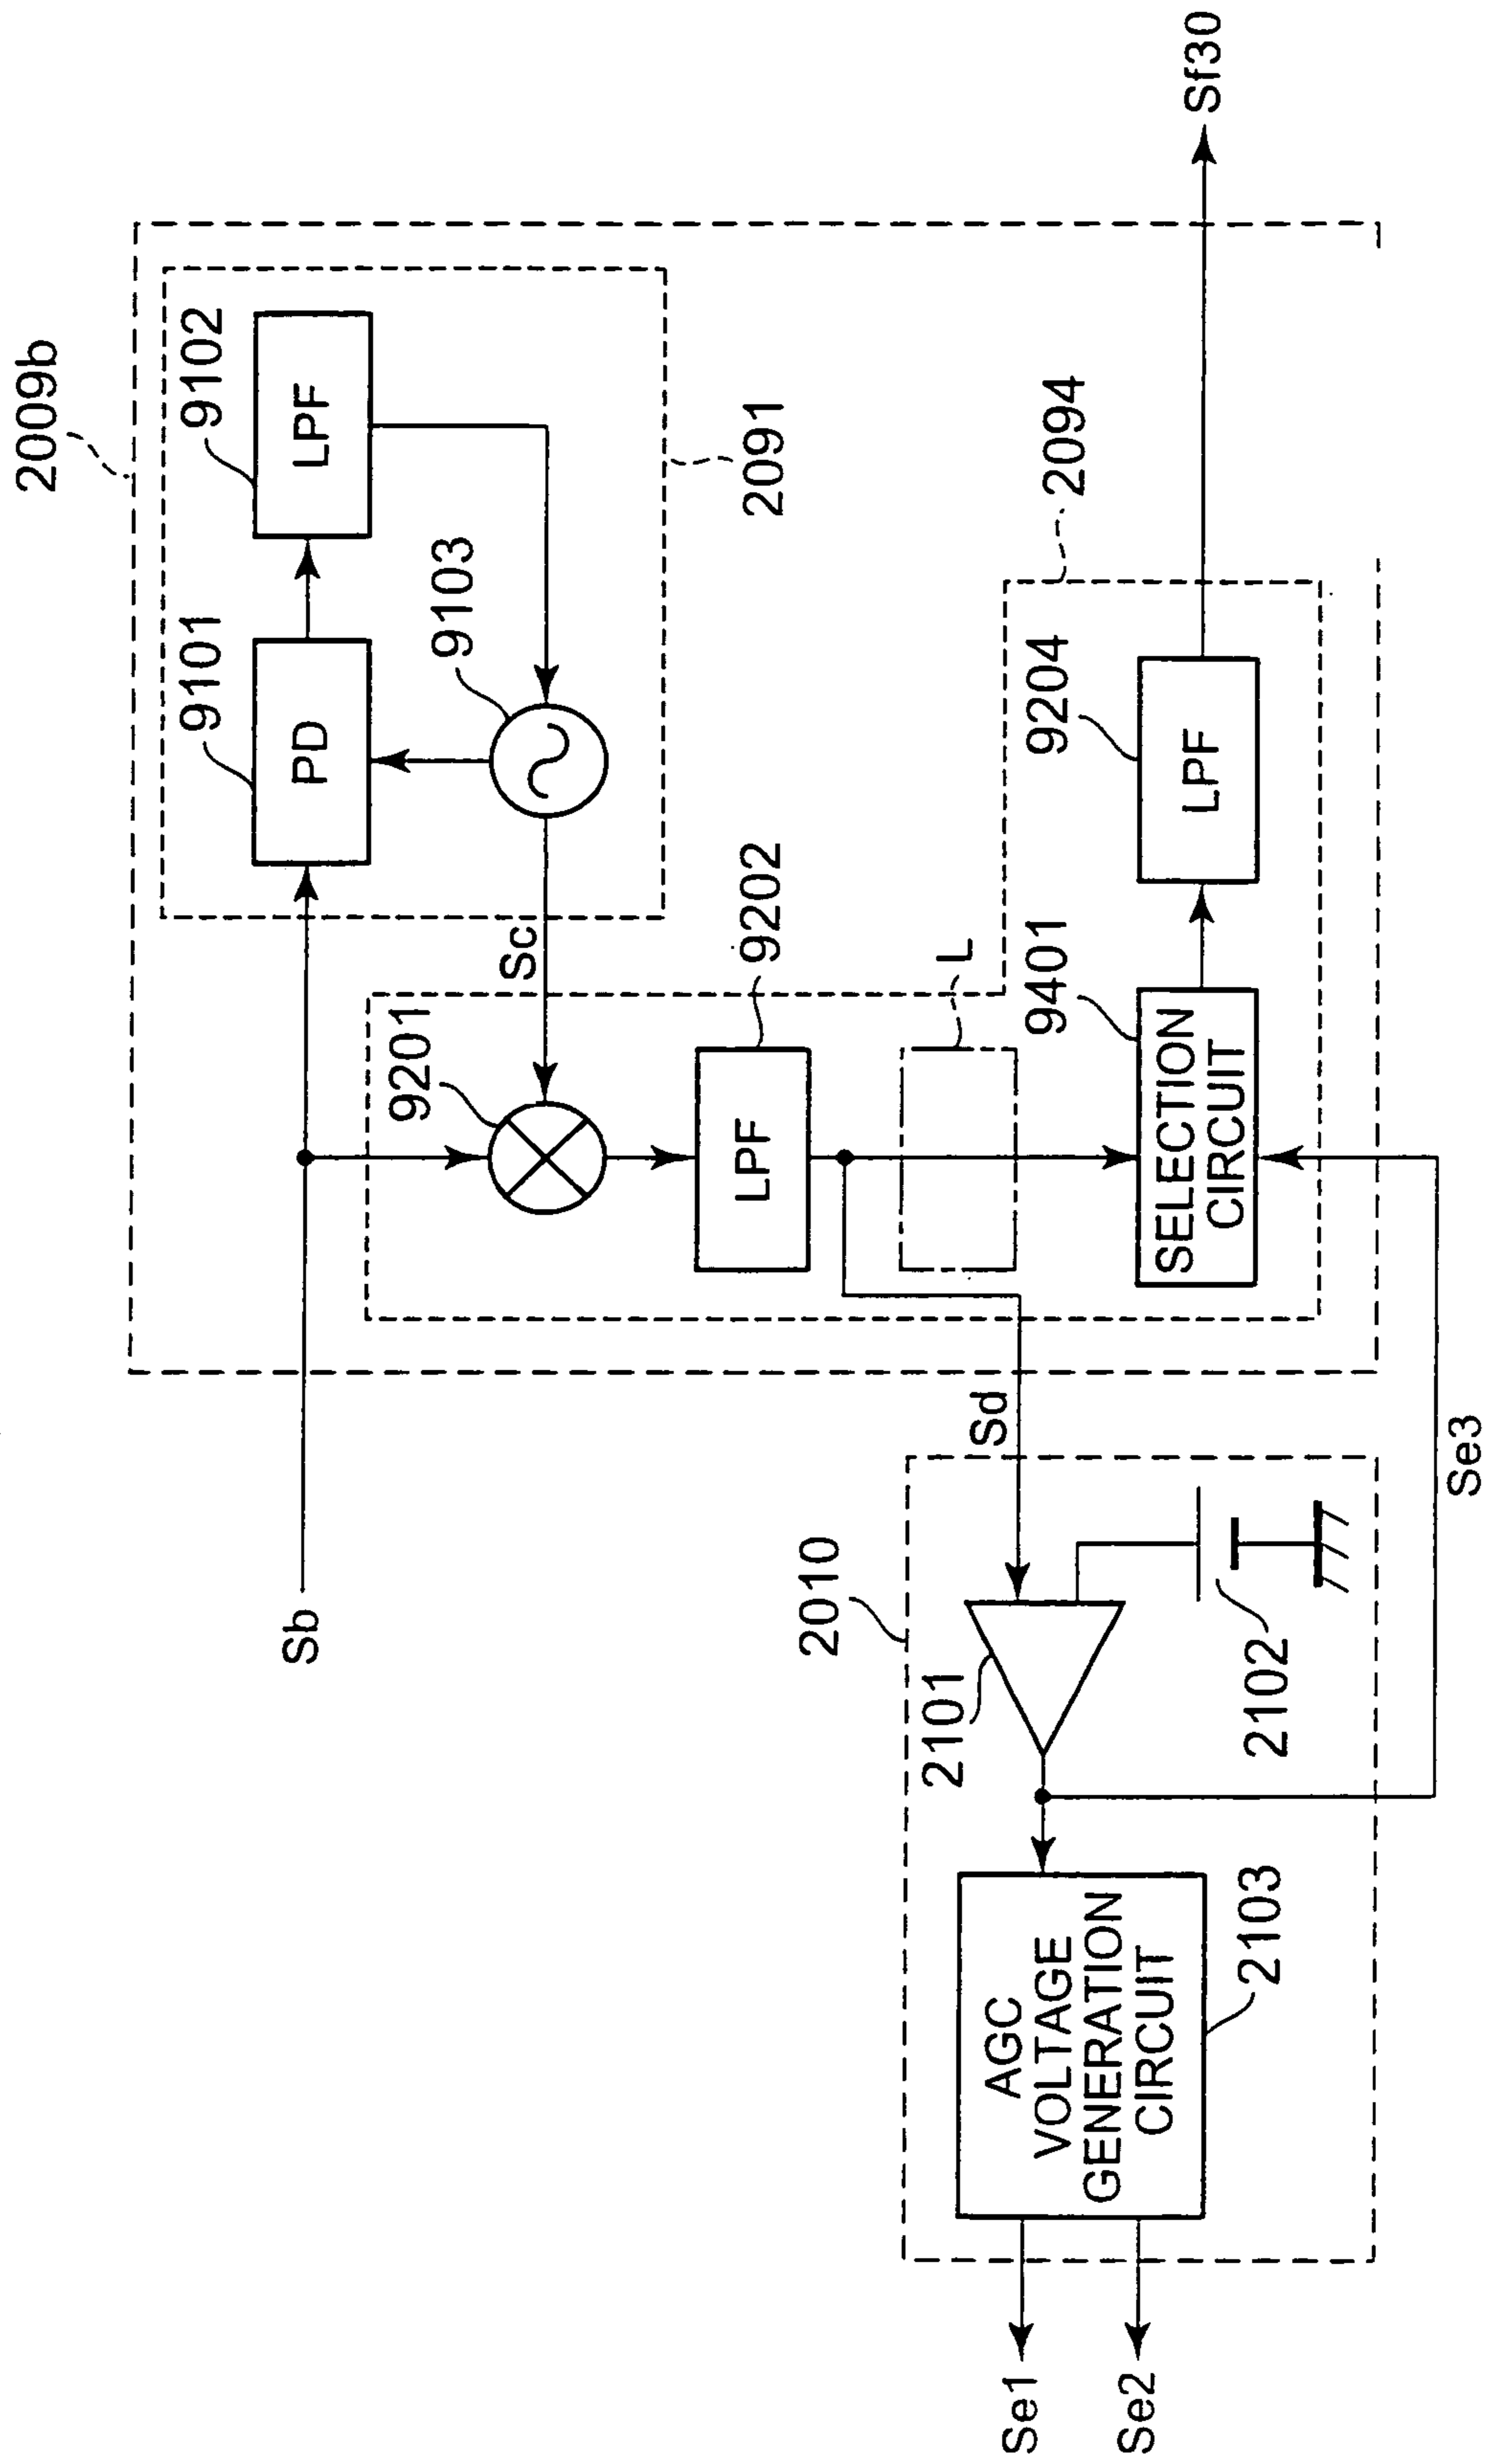 2009b
9101
9102
PD
LPF
9103
2091
Sb
Sc
9201
9202
LPF
L
2094
9401
9204
SELECTION
CIRCUIT
LPF
Sf30
Sd
2010
2101
2102
Se3
AGC
VOLTAGE
GENERATION
CIRCUIT
2103
Se1
Se2